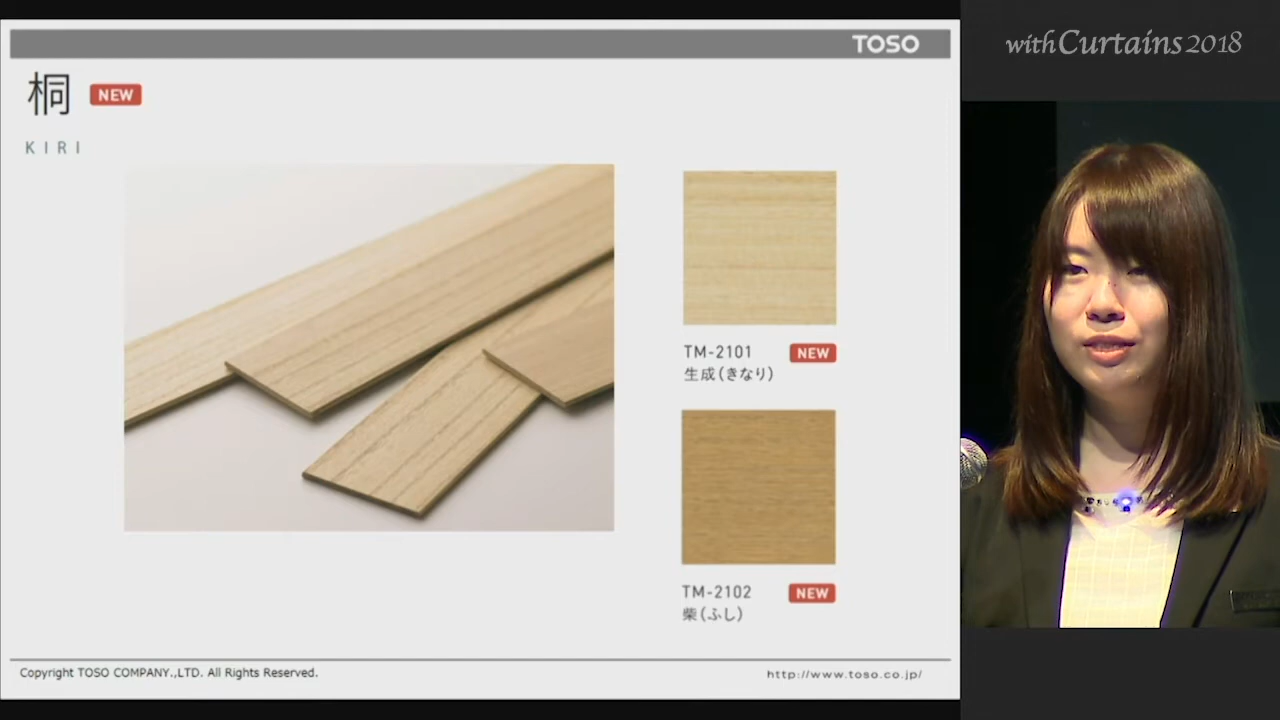 TOSO
withCurtains2018
桐 NEW
KIRI
TM-2101 NEW
生成(きなり)
TM-2102 NEW
柴(ふし)
Copyright TOSO COMPANY.,LTD. All Rights Reserved.
http://www.toso.co.jp/